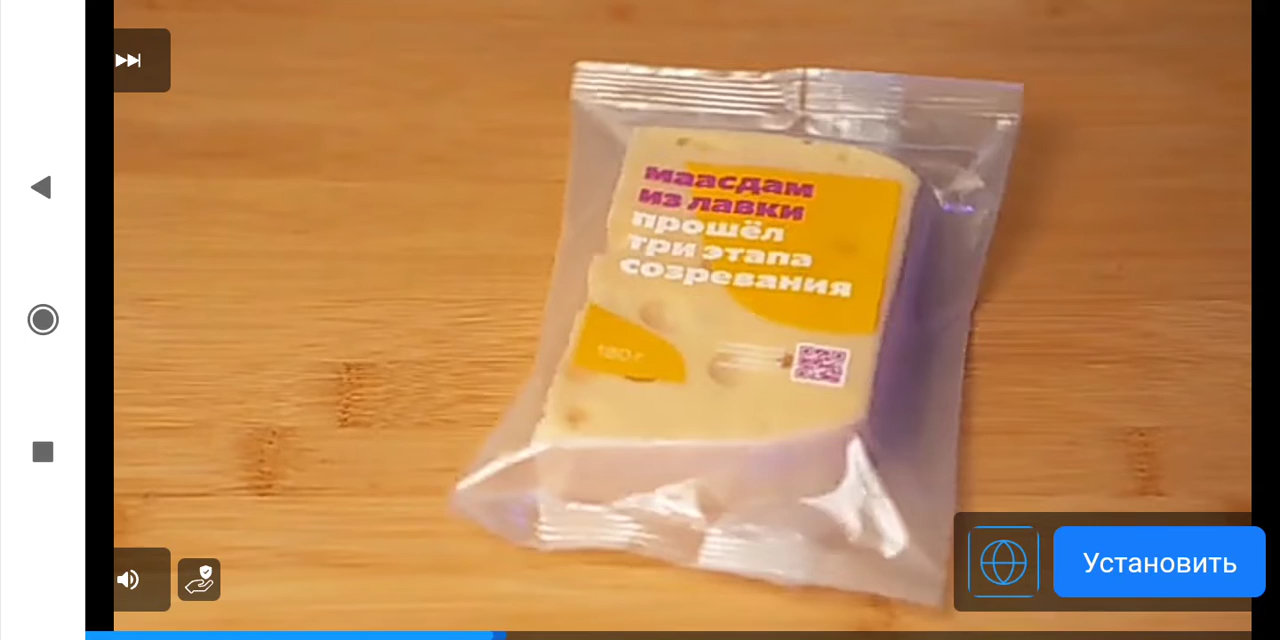 маасдам
из лавки
прошёл
три этапа
созревания
180 г
Установить